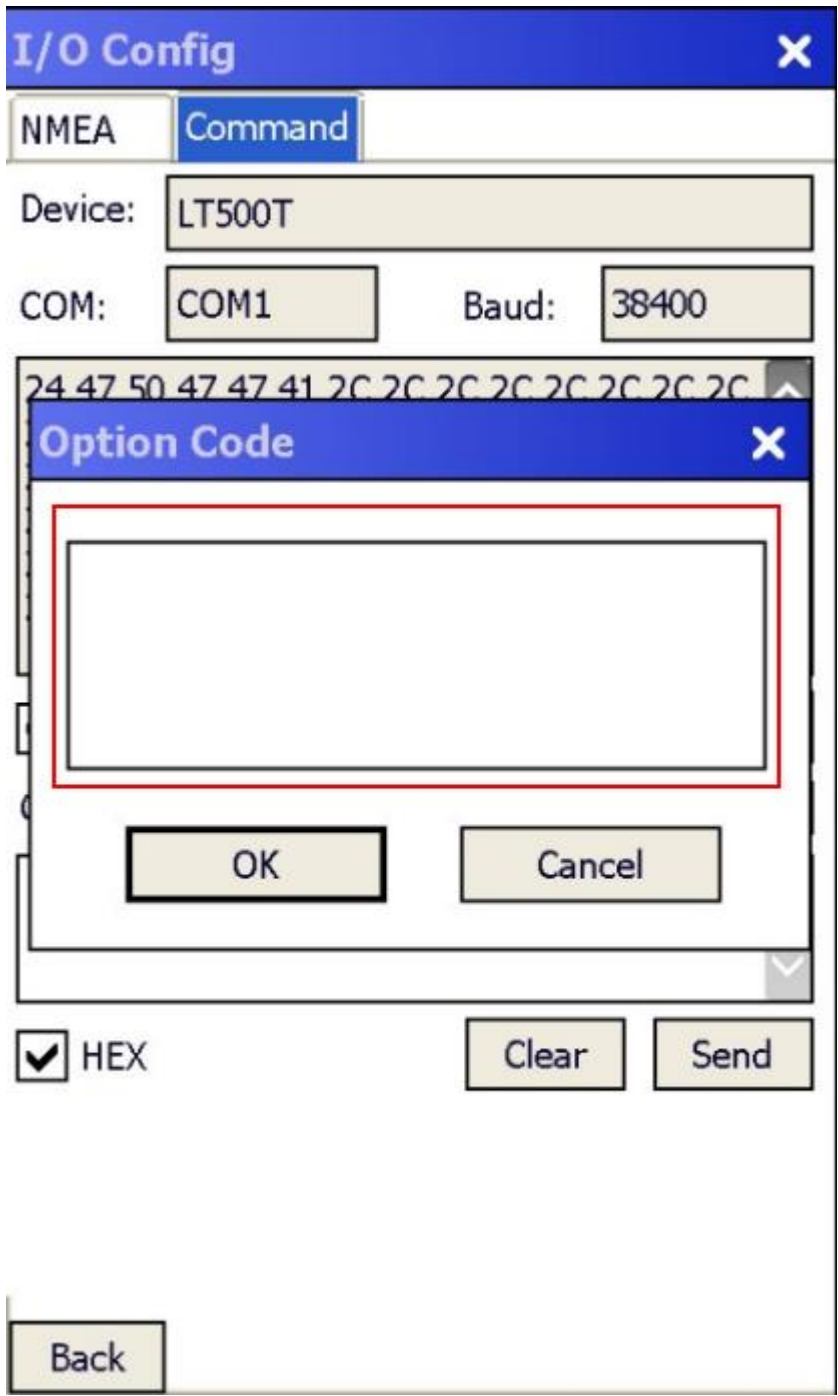 I/O Config
NMEA Command
Device: LT500T
COM: COM1 Baud: 38400
24 47 50 47 47 41 2C 2C 2C 2C 2C 2C 2C 2C
Option Code
OK Cancel
HEX Clear Send
Back